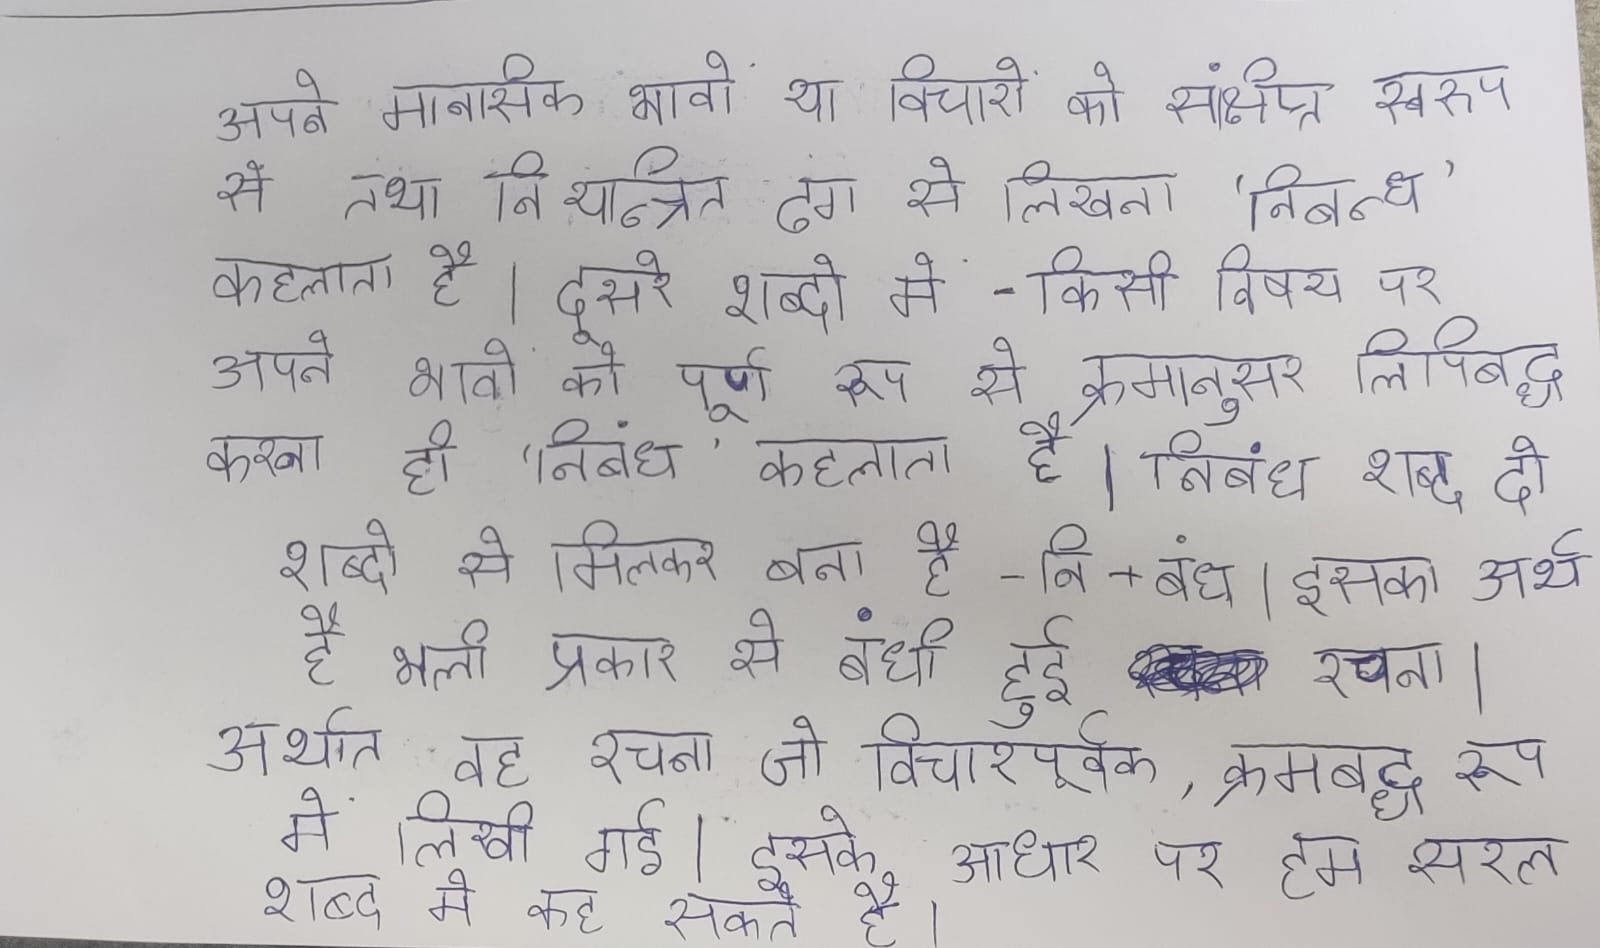 अपने मानसिक भावों या विचारों को संक्षिप्त स्वरुप
से तथा नियन्त्रित ढंग से लिखना 'निबन्ध'
कहलाता है | दूसरे शब्दो में - किसी विषय पर
अपने भावों को पूर्ण रूप से क्रमानुसर लिपिबद्ध
करना ही 'निबंध' कहलाता है | निबंध शब्द दो
शब्दो से मिलकर बना है - नि + बंध | इसका अर्थ
है भली प्रकार से बंधी हुई रचना |
अर्थात वह रचना जो विचारपूर्वक, क्रमबद्ध रूप
में लिखी गई | इसके आधार पर हम सरल
शब्द मे कह सकते है |